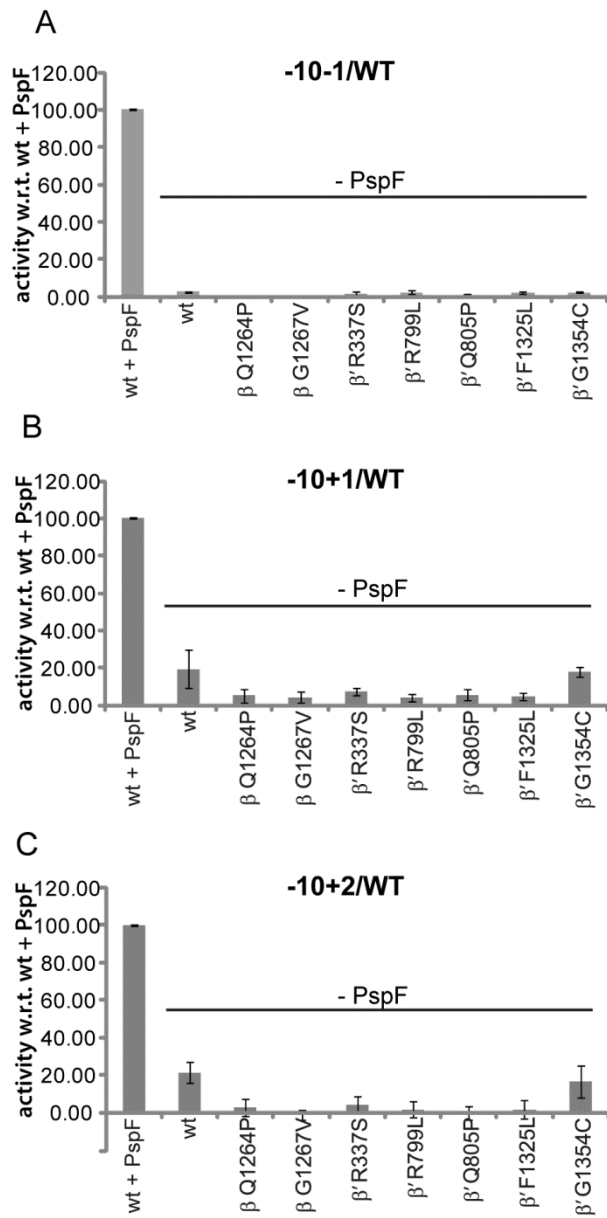 A
-10-1/WT
activity w.r.t. wt + PspF
120.00
100.00
80.00
60.00
40.00
20.00
0.00
- PspF
wt + PspF
wt
β Q1264P
β G1267V
β′R337S
β′R799L
β′Q805P
β′F1325L
β′G1354C
B
-10+1/WT
activity w.r.t. wt + PspF
120.00
100.00
80.00
60.00
40.00
20.00
0.00
- PspF
wt + PspF
wt
β Q1264P
β G1267V
β′R337S
β′R799L
β′Q805P
β′F1325L
β′G1354C
C
-10+2/WT
activity w.r.t. wt + PspF
120.00
100.00
80.00
60.00
40.00
20.00
0.00
- PspF
wt + PspF
wt
β Q1264P
β G1267V
β′R337S
β′R799L
β′Q805P
β′F1325L
β′G1354C